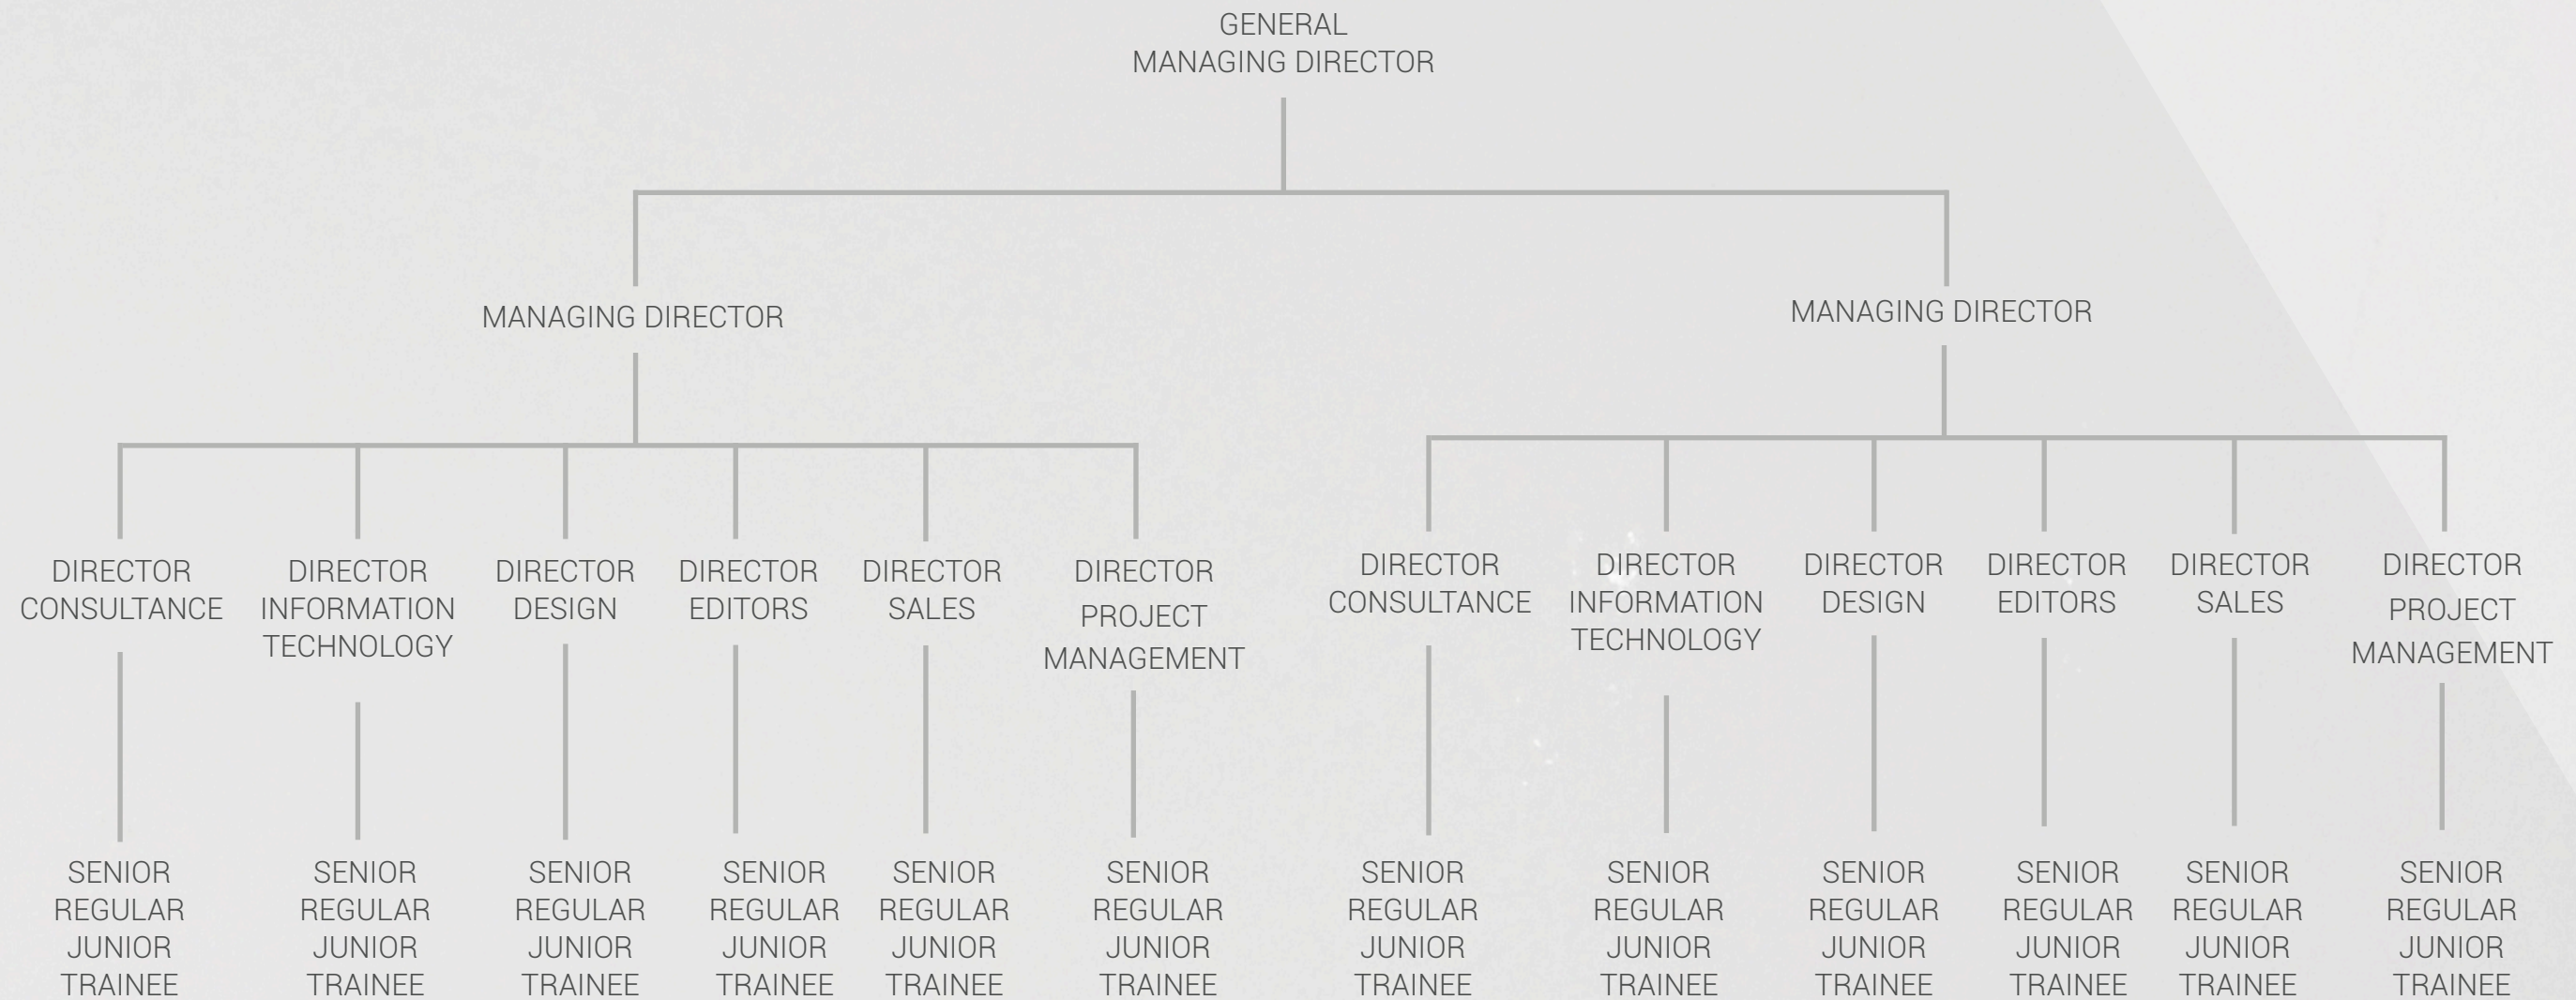 GENERAL
MANAGING DIRECTOR
MANAGING DIRECTOR
MANAGING DIRECTOR
DIRECTOR
CONSULTANCE
DIRECTOR
INFORMATION
TECHNOLOGY
DIRECTOR
DESIGN
DIRECTOR
EDITORS
DIRECTOR
SALES
DIRECTOR
PROJECT
MANAGEMENT
DIRECTOR
CONSULTANCE
DIRECTOR
INFORMATION
TECHNOLOGY
DIRECTOR
DESIGN
DIRECTOR
EDITORS
DIRECTOR
SALES
DIRECTOR
PROJECT
MANAGEMENT
SENIOR
REGULAR
JUNIOR
TRAINEE
SENIOR
REGULAR
JUNIOR
TRAINEE
SENIOR
REGULAR
JUNIOR
TRAINEE
SENIOR
REGULAR
JUNIOR
TRAINEE
SENIOR
REGULAR
JUNIOR
TRAINEE
SENIOR
REGULAR
JUNIOR
TRAINEE
SENIOR
REGULAR
JUNIOR
TRAINEE
SENIOR
REGULAR
JUNIOR
TRAINEE
SENIOR
REGULAR
JUNIOR
TRAINEE
SENIOR
REGULAR
JUNIOR
TRAINEE
SENIOR
REGULAR
JUNIOR
TRAINEE
SENIOR
REGULAR
JUNIOR
TRAINEE